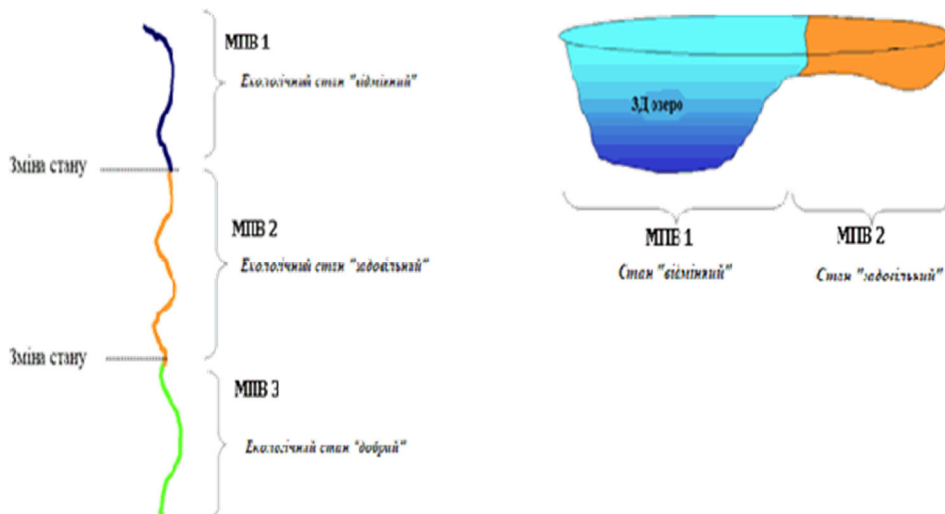 МПВ 1
Екологічний стан "відмінний"
Зміна стану
МПВ 2
Екологічний стан "задовільний"
Зміна стану
МПВ 3
Екологічний стан "добрий"
3Д озеро
МПВ 1
Стан "відмінний"
МПВ 2
Стан "задовільний"